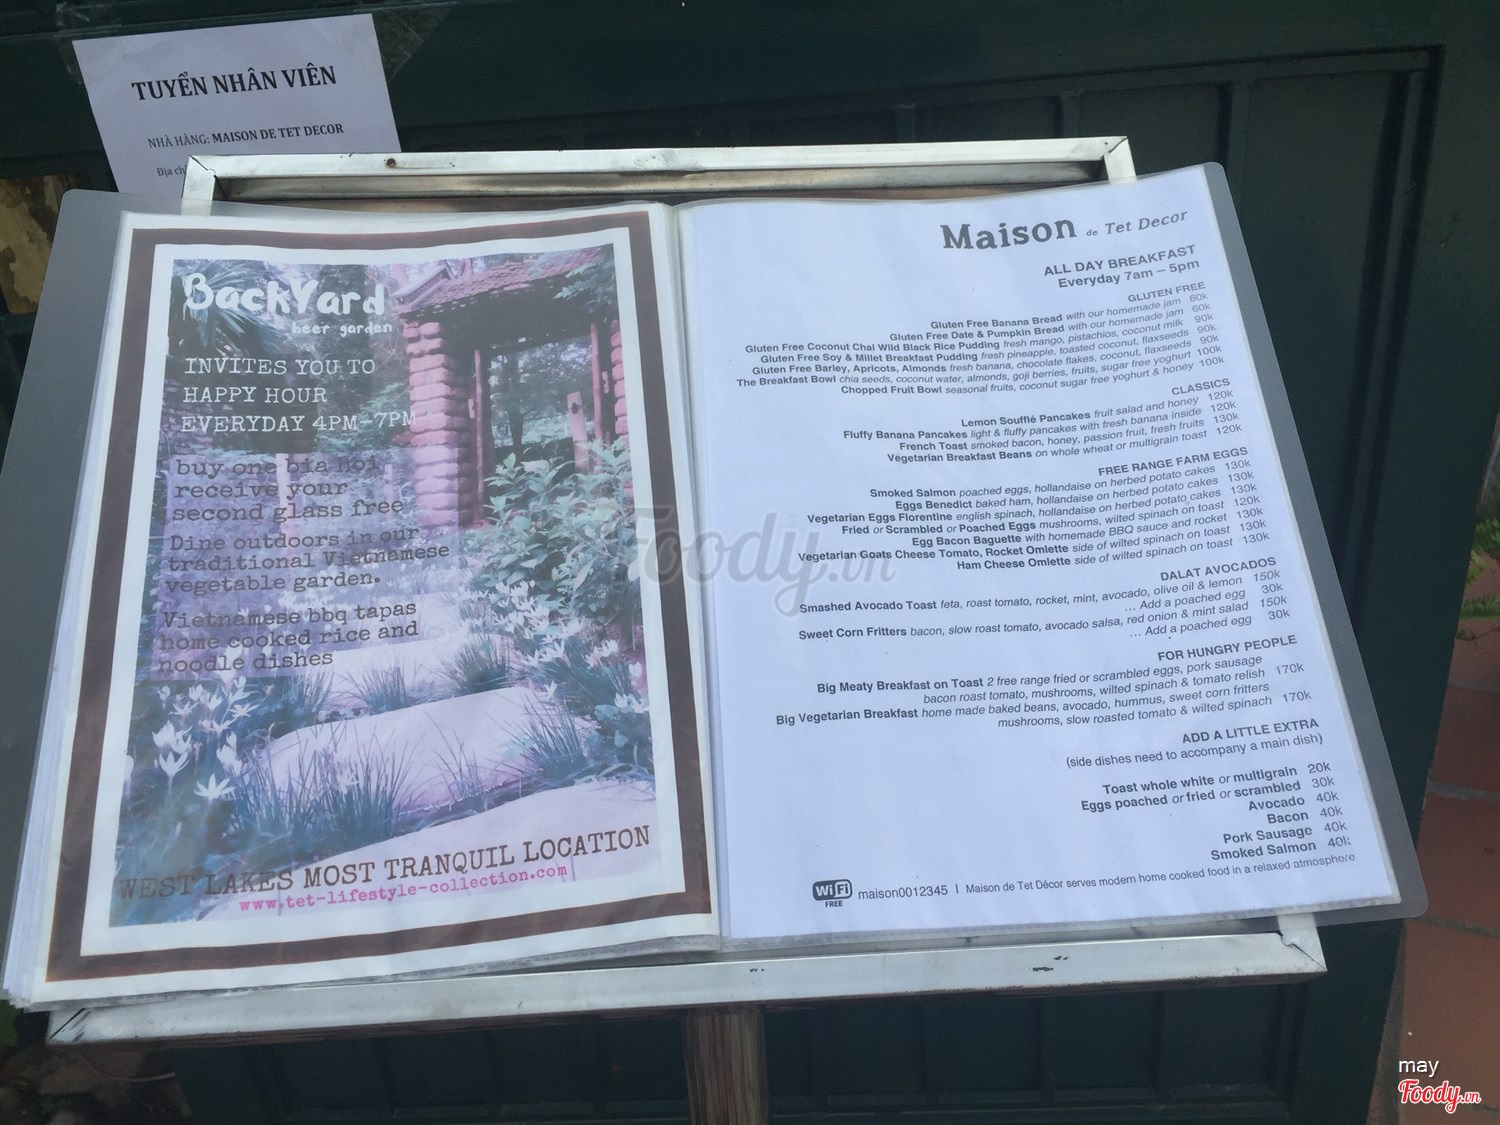 TUYỂN NHÂN VIÊN
NHÀ HÀNG: MAISON DE TET DECOR
Địa
BackYard
beer garden
INVITES YOU TO
HAPPY HOUR
EVERYDAY 4PM-7PM
buy one bia hoi
receive your
second glass free
Dine outdoors in our
traditional Vietnamese
vegetable garden.
Vietnamese bbq tapas
home cooked rice and
noodle dishes
WEST LAKES MOST TRANQUIL LOCATION
www.tet-lifestyle-collection.com
Maison de Tet Decor
ALL DAY BREAKFAST
Everyday 7am – 5pm
GLUTEN FREE
Gluten Free Banana Bread with our homemade jam 60k
Gluten Free Date & Pumpkin Bread with our homemade jam 60k
Gluten Free Coconut Chai Wild Black Rice Pudding fresh mango, pistachios, coconut milk 90k
Gluten Free Soy & Millet Breakfast Pudding fresh pineapple, toasted coconut, flaxseeds 90k
Gluten Free Barley, Apricots, Almonds fresh banana, chocolate flakes, coconut, flaxseeds 90k
The Breakfast Bowl chia seeds, coconut water, almonds, goji berries, fruits, sugar free yoghurt 100k
Chopped Fruit Bowl seasonal fruits, coconut sugar free yoghurt & honey 100k
CLASSICS
Lemon Soufflé Pancakes fruit salad and honey 120k
Fluffy Banana Pancakes light & fluffy pancakes with fresh banana inside 120k
French Toast smoked bacon, honey, passion fruit, fresh fruits 130k
Vegetarian Breakfast Beans on whole wheat or multigrain toast 120k
FREE RANGE FARM EGGS
Smoked Salmon poached eggs, hollandaise on herbed potato cakes 130k
Eggs Benedict baked ham, hollandaise on herbed potato cakes 130k
Vegetarian Eggs Florentine english spinach, hollandaise on herbed potato cakes 130k
Fried or Scrambled or Poached Eggs mushrooms, wilted spinach on toast 120k
Egg Bacon Baguette with homemade BBQ sauce and rocket 130k
Vegetarian Goats Cheese Tomato, Rocket Omlette side of wilted spinach on toast 130k
Ham Cheese Omlette side of wilted spinach on toast 130k
DALAT AVOCADOS
Smashed Avocado Toast feta, roast tomato, rocket, mint, avocado, olive oil & lemon 150k
... Add a poached egg 30k
Sweet Corn Fritters bacon, slow roast tomato, avocado salsa, red onion & mint salad 150k
... Add a poached egg 30k
FOR HUNGRY PEOPLE
Big Meaty Breakfast on Toast 2 free range fried or scrambled eggs, pork sausage
bacon roast tomato, mushrooms, wilted spinach & tomato relish 170k
Big Vegetarian Breakfast home made baked beans, avocado, hummus, sweet corn fritters
mushrooms, slow roasted tomato & wilted spinach 170k
ADD A LITTLE EXTRA
(side dishes need to accompany a main dish)
Toast whole white or multigrain 20k
Eggs poached or fried or scrambled 30k
Avocado 40k
Bacon 40k
Pork Sausage 40k
Smoked Salmon 40k
WiFi FREE maison0012345 | Maison de Tet Décor serves modern home cooked food in a relaxed atmosphere
Foody.vn
may
Foody.vn